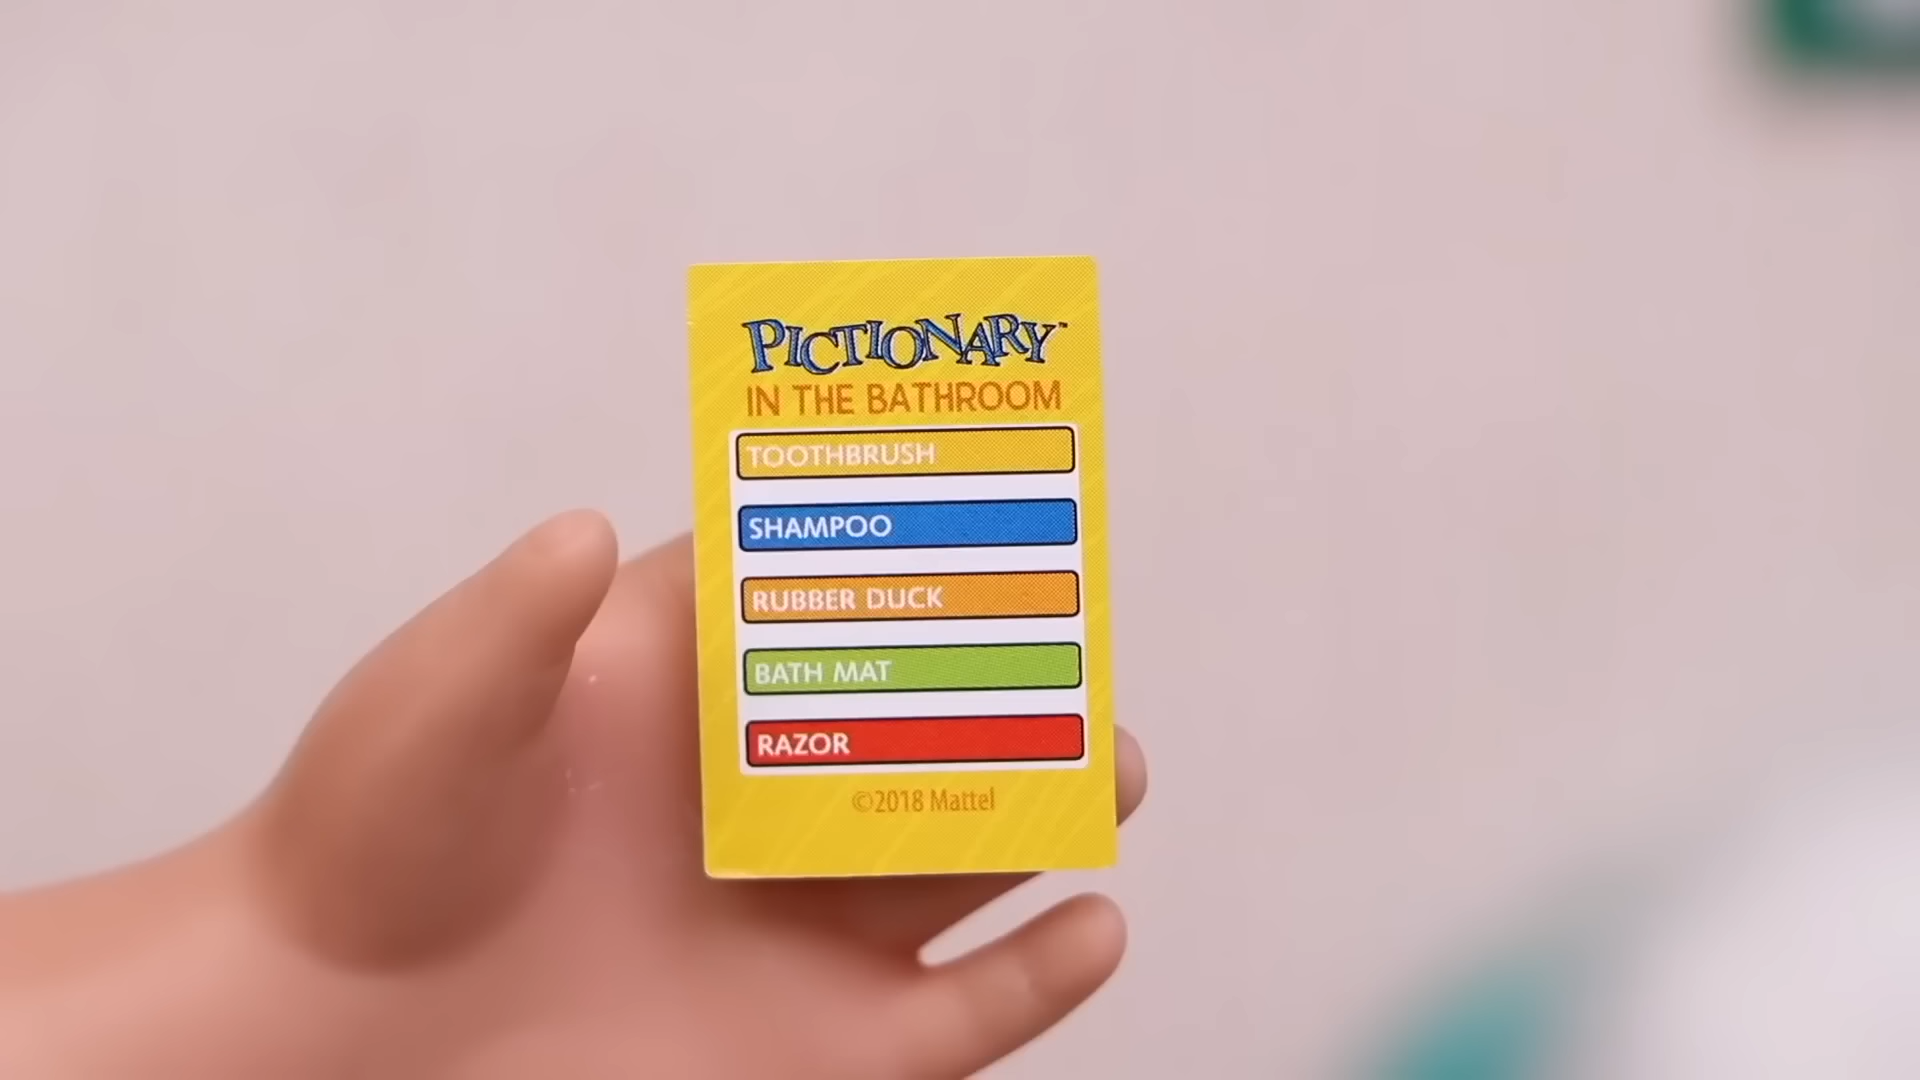 PICTIONARY™
IN THE BATHROOM
TOOTHBRUSH
SHAMPOO
RUBBER DUCK
BATH MAT
RAZOR
©2018 Mattel